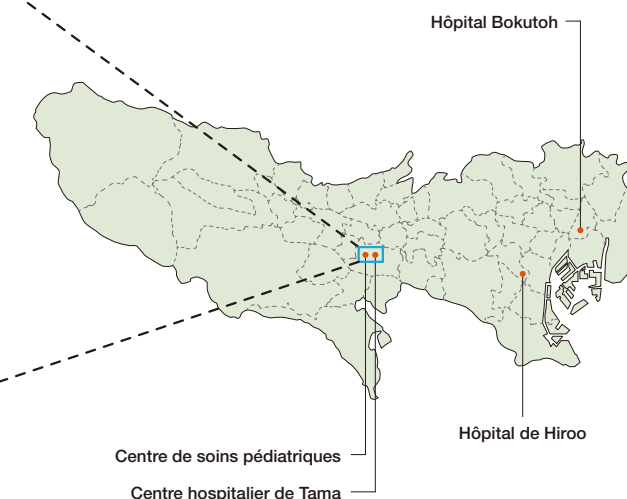 Hôpital Bokutoh
Hôpital de Hiroo
Centre de soins pédiatriques
Centre hospitalier de Tama